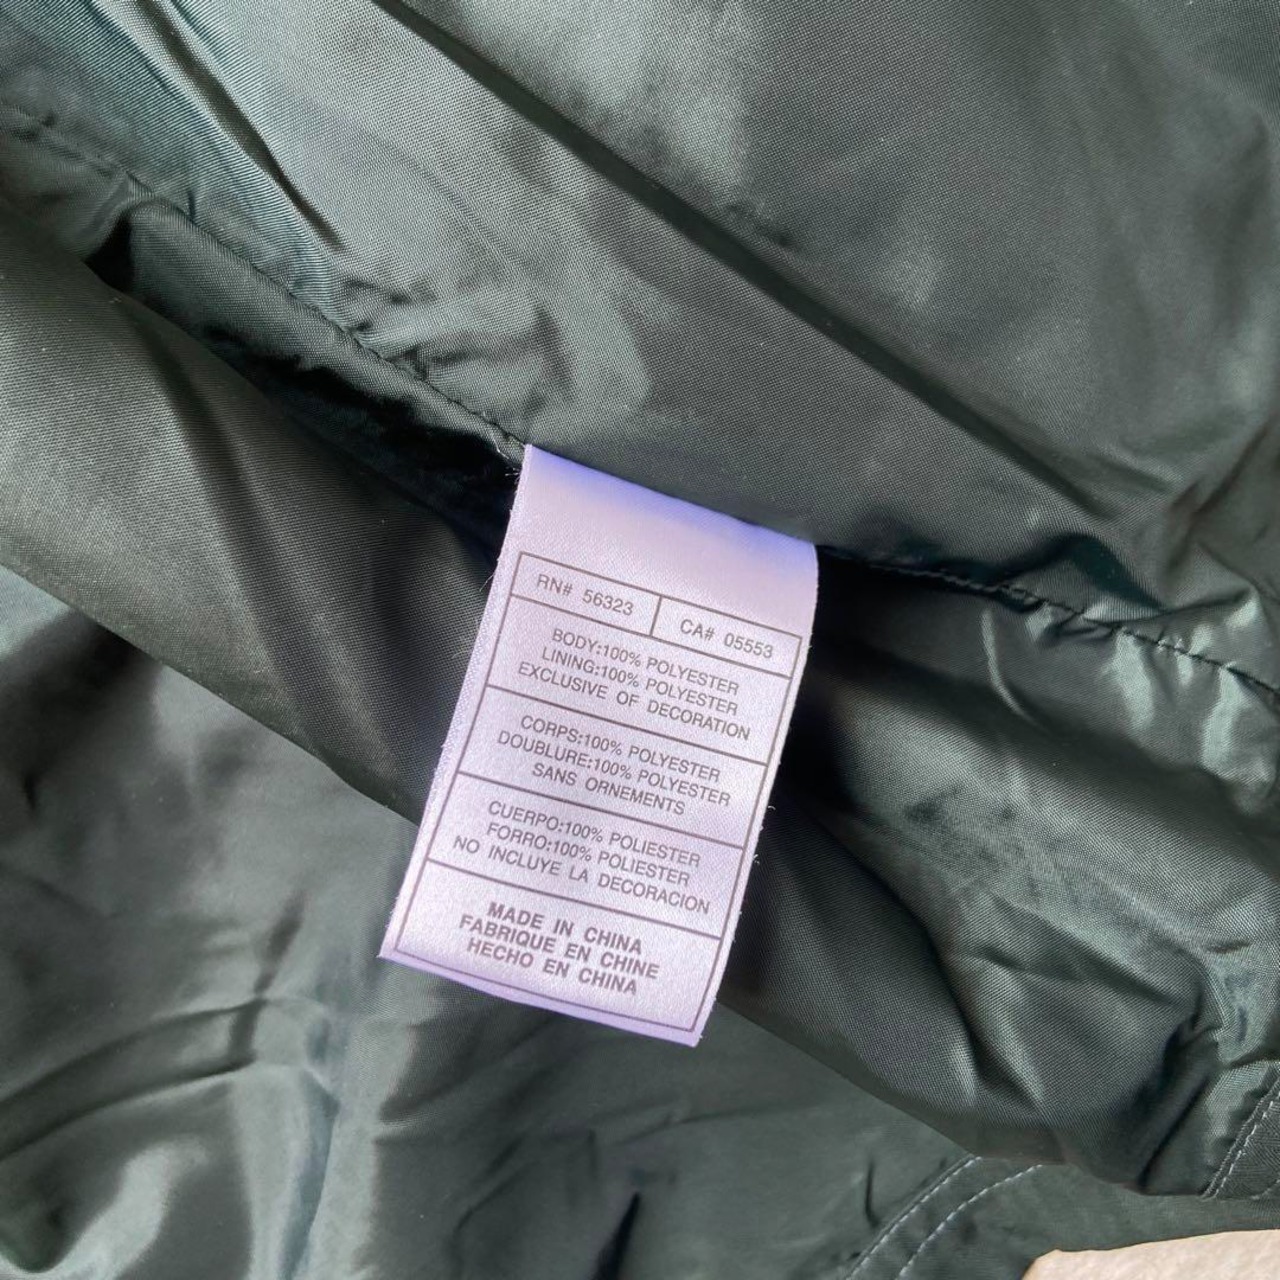 RN# 56323 CA# 05553
BODY:100% POLYESTER
LINING:100% POLYESTER
EXCLUSIVE OF DECORATION
CORPS:100% POLYESTER
DOUBLURE:100% POLYESTER
SANS ORNEMENTS
CUERPO:100% POLIESTER
FORRO:100% POLIESTER
NO INCLUYE LA DECORACION
MADE IN CHINA
FABRIQUE EN CHINE
HECHO EN CHINA